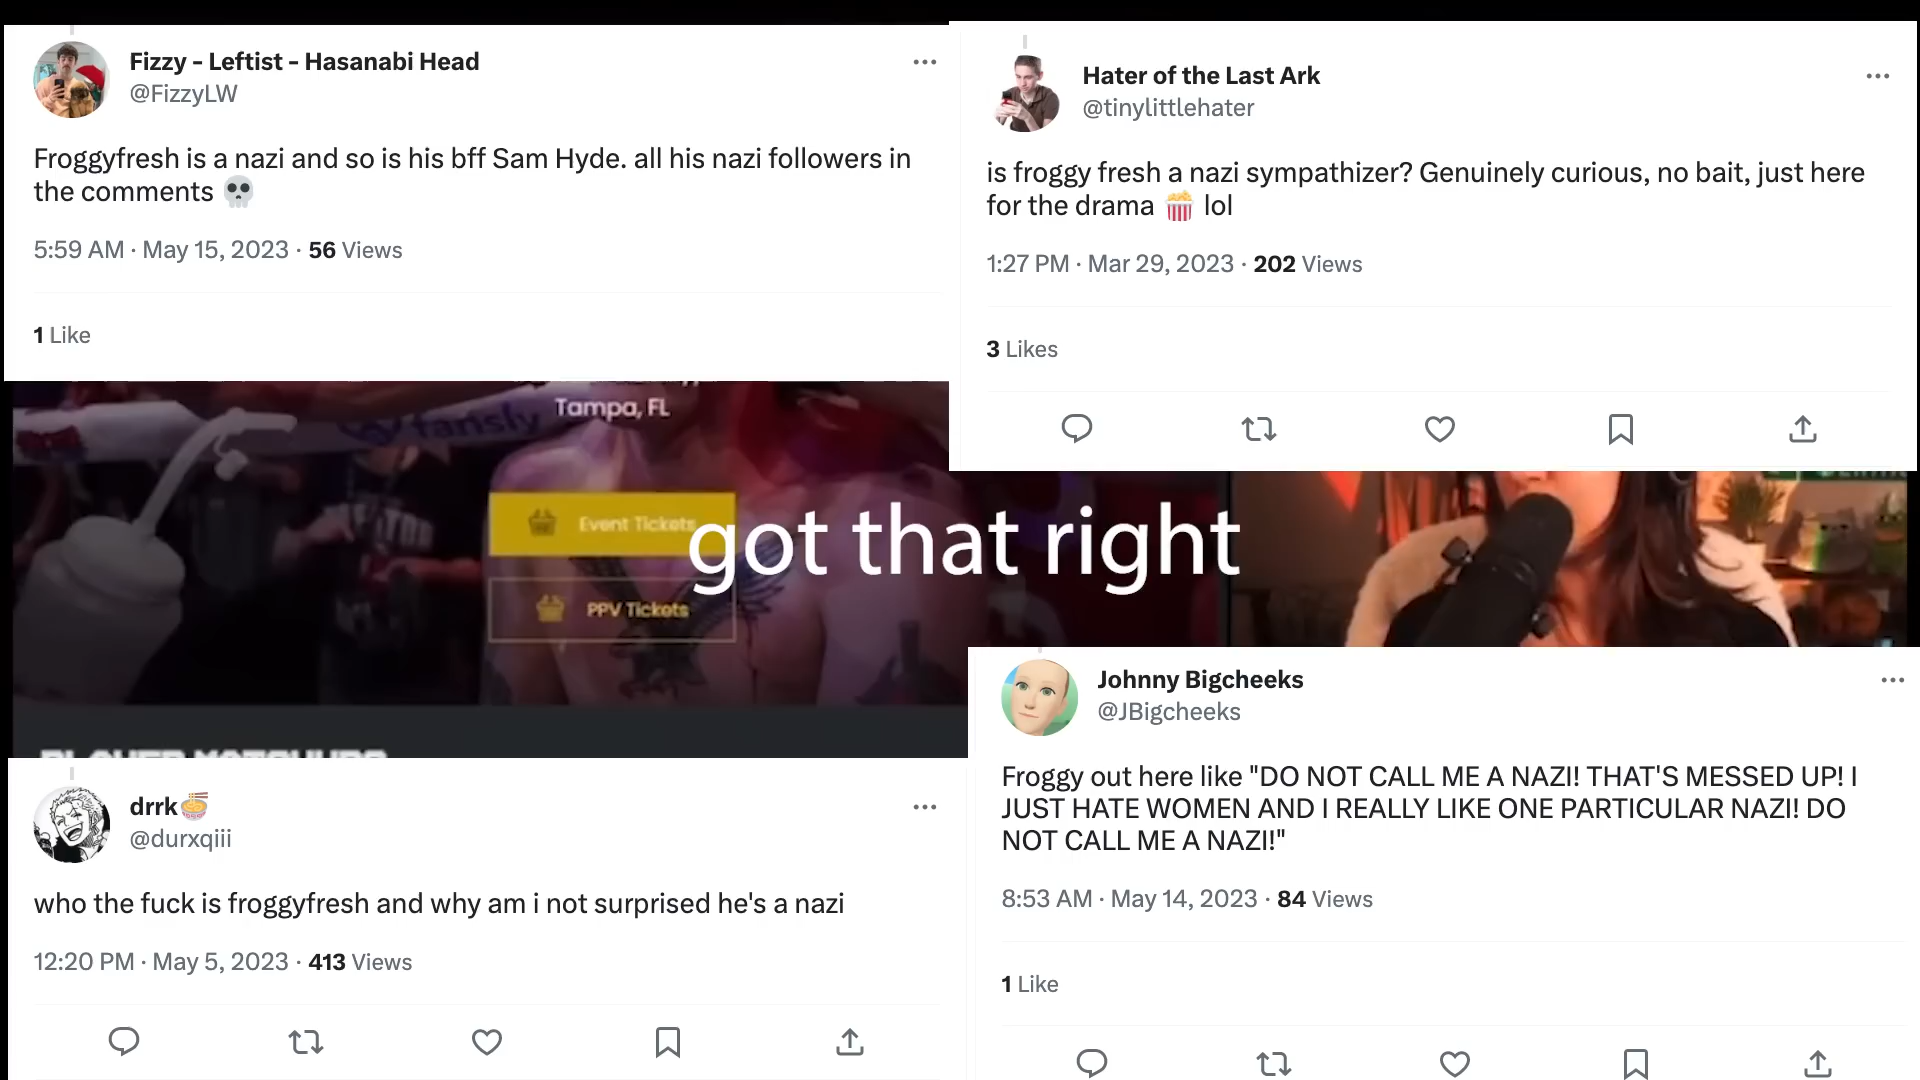 Fizzy - Leftist - Hasanabi Head
@FizzyLW
Froggyfresh is a nazi and so is his bff Sam Hyde. all his nazi followers in
the comments 💀
5:59 AM · May 15, 2023 · 56 Views
1 Like
Hater of the Last Ark
@tinylittlehater
is froggy fresh a nazi sympathizer? Genuinely curious, no bait, just here
for the drama 🍿 lol
1:27 PM · Mar 29, 2023 · 202 Views
3 Likes
Tampa, FL
fansly
Event Tickets
PPV Tickets
got that right
drrk🍜
@durxqiii
who the fuck is froggyfresh and why am i not surprised he's a nazi
12:20 PM · May 5, 2023 · 413 Views
Johnny Bigcheeks
@JBigcheeks
Froggy out here like "DO NOT CALL ME A NAZI! THAT'S MESSED UP! I
JUST HATE WOMEN AND I REALLY LIKE ONE PARTICULAR NAZI! DO
NOT CALL ME A NAZI!"
8:53 AM · May 14, 2023 · 84 Views
1 Like